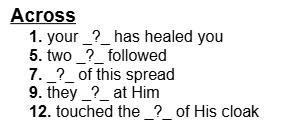 Across
1. your _?_ has healed you
5. two _?_ followed
7. _?_ of this spread
9. they _?_ at Him
12. touched the _?_ of His cloak